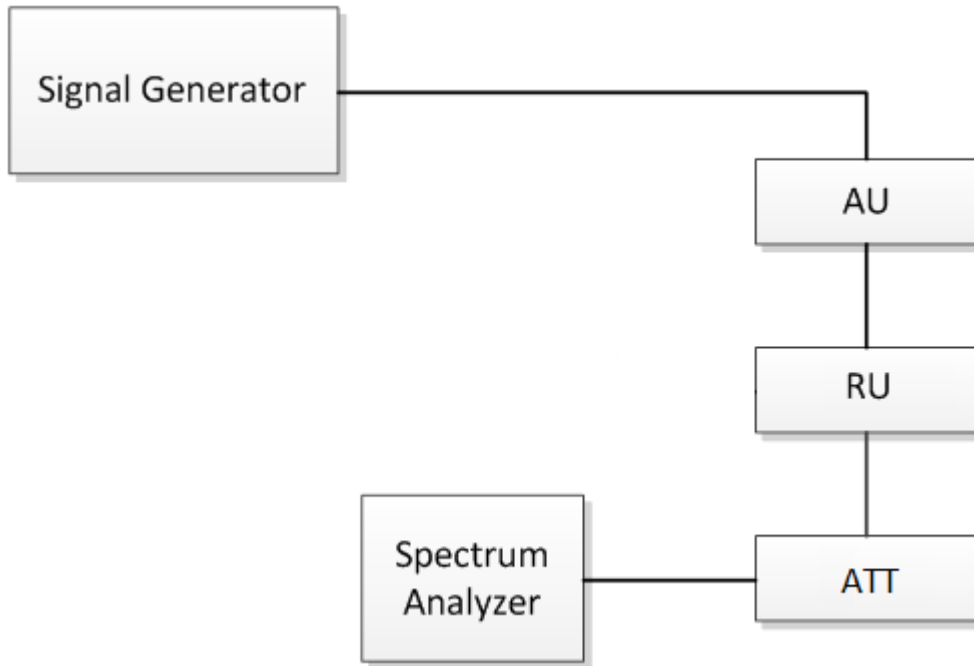 Signal Generator
AU
RU
ATT
Spectrum
Analyzer